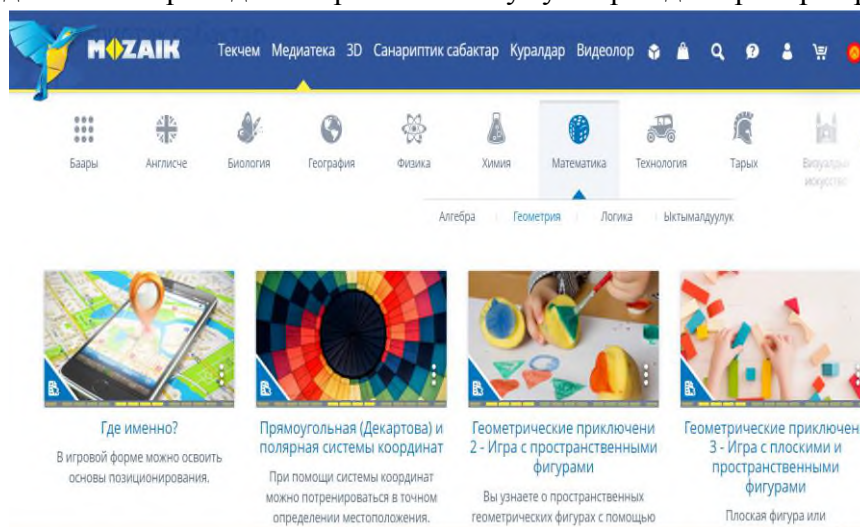 MOZAIK Текчем Медиатека 3D Санариптик сабактар Куралдар Видеолор
Баары Англисче Биология География Физика Химия Математика Технология Тарых Визуалдык искусство
Алгебра Геометрия Логика Ыктымалдуулук
Где именно?
В игровой форме можно освоить
основы позиционирования.
Прямоугольная (Декартова) и
полярная системы координат
При помощи системы координат
можно потренироваться в точном
определении местоположения.
Геометрические приключени
2 - Игра с пространственными
фигурами
Вы узнаете о пространственных
геометрических фигурах с помощью
Геометрические приключен
3 - Игра с плоскими и
пространственными
фигурами
Плоская фигура или